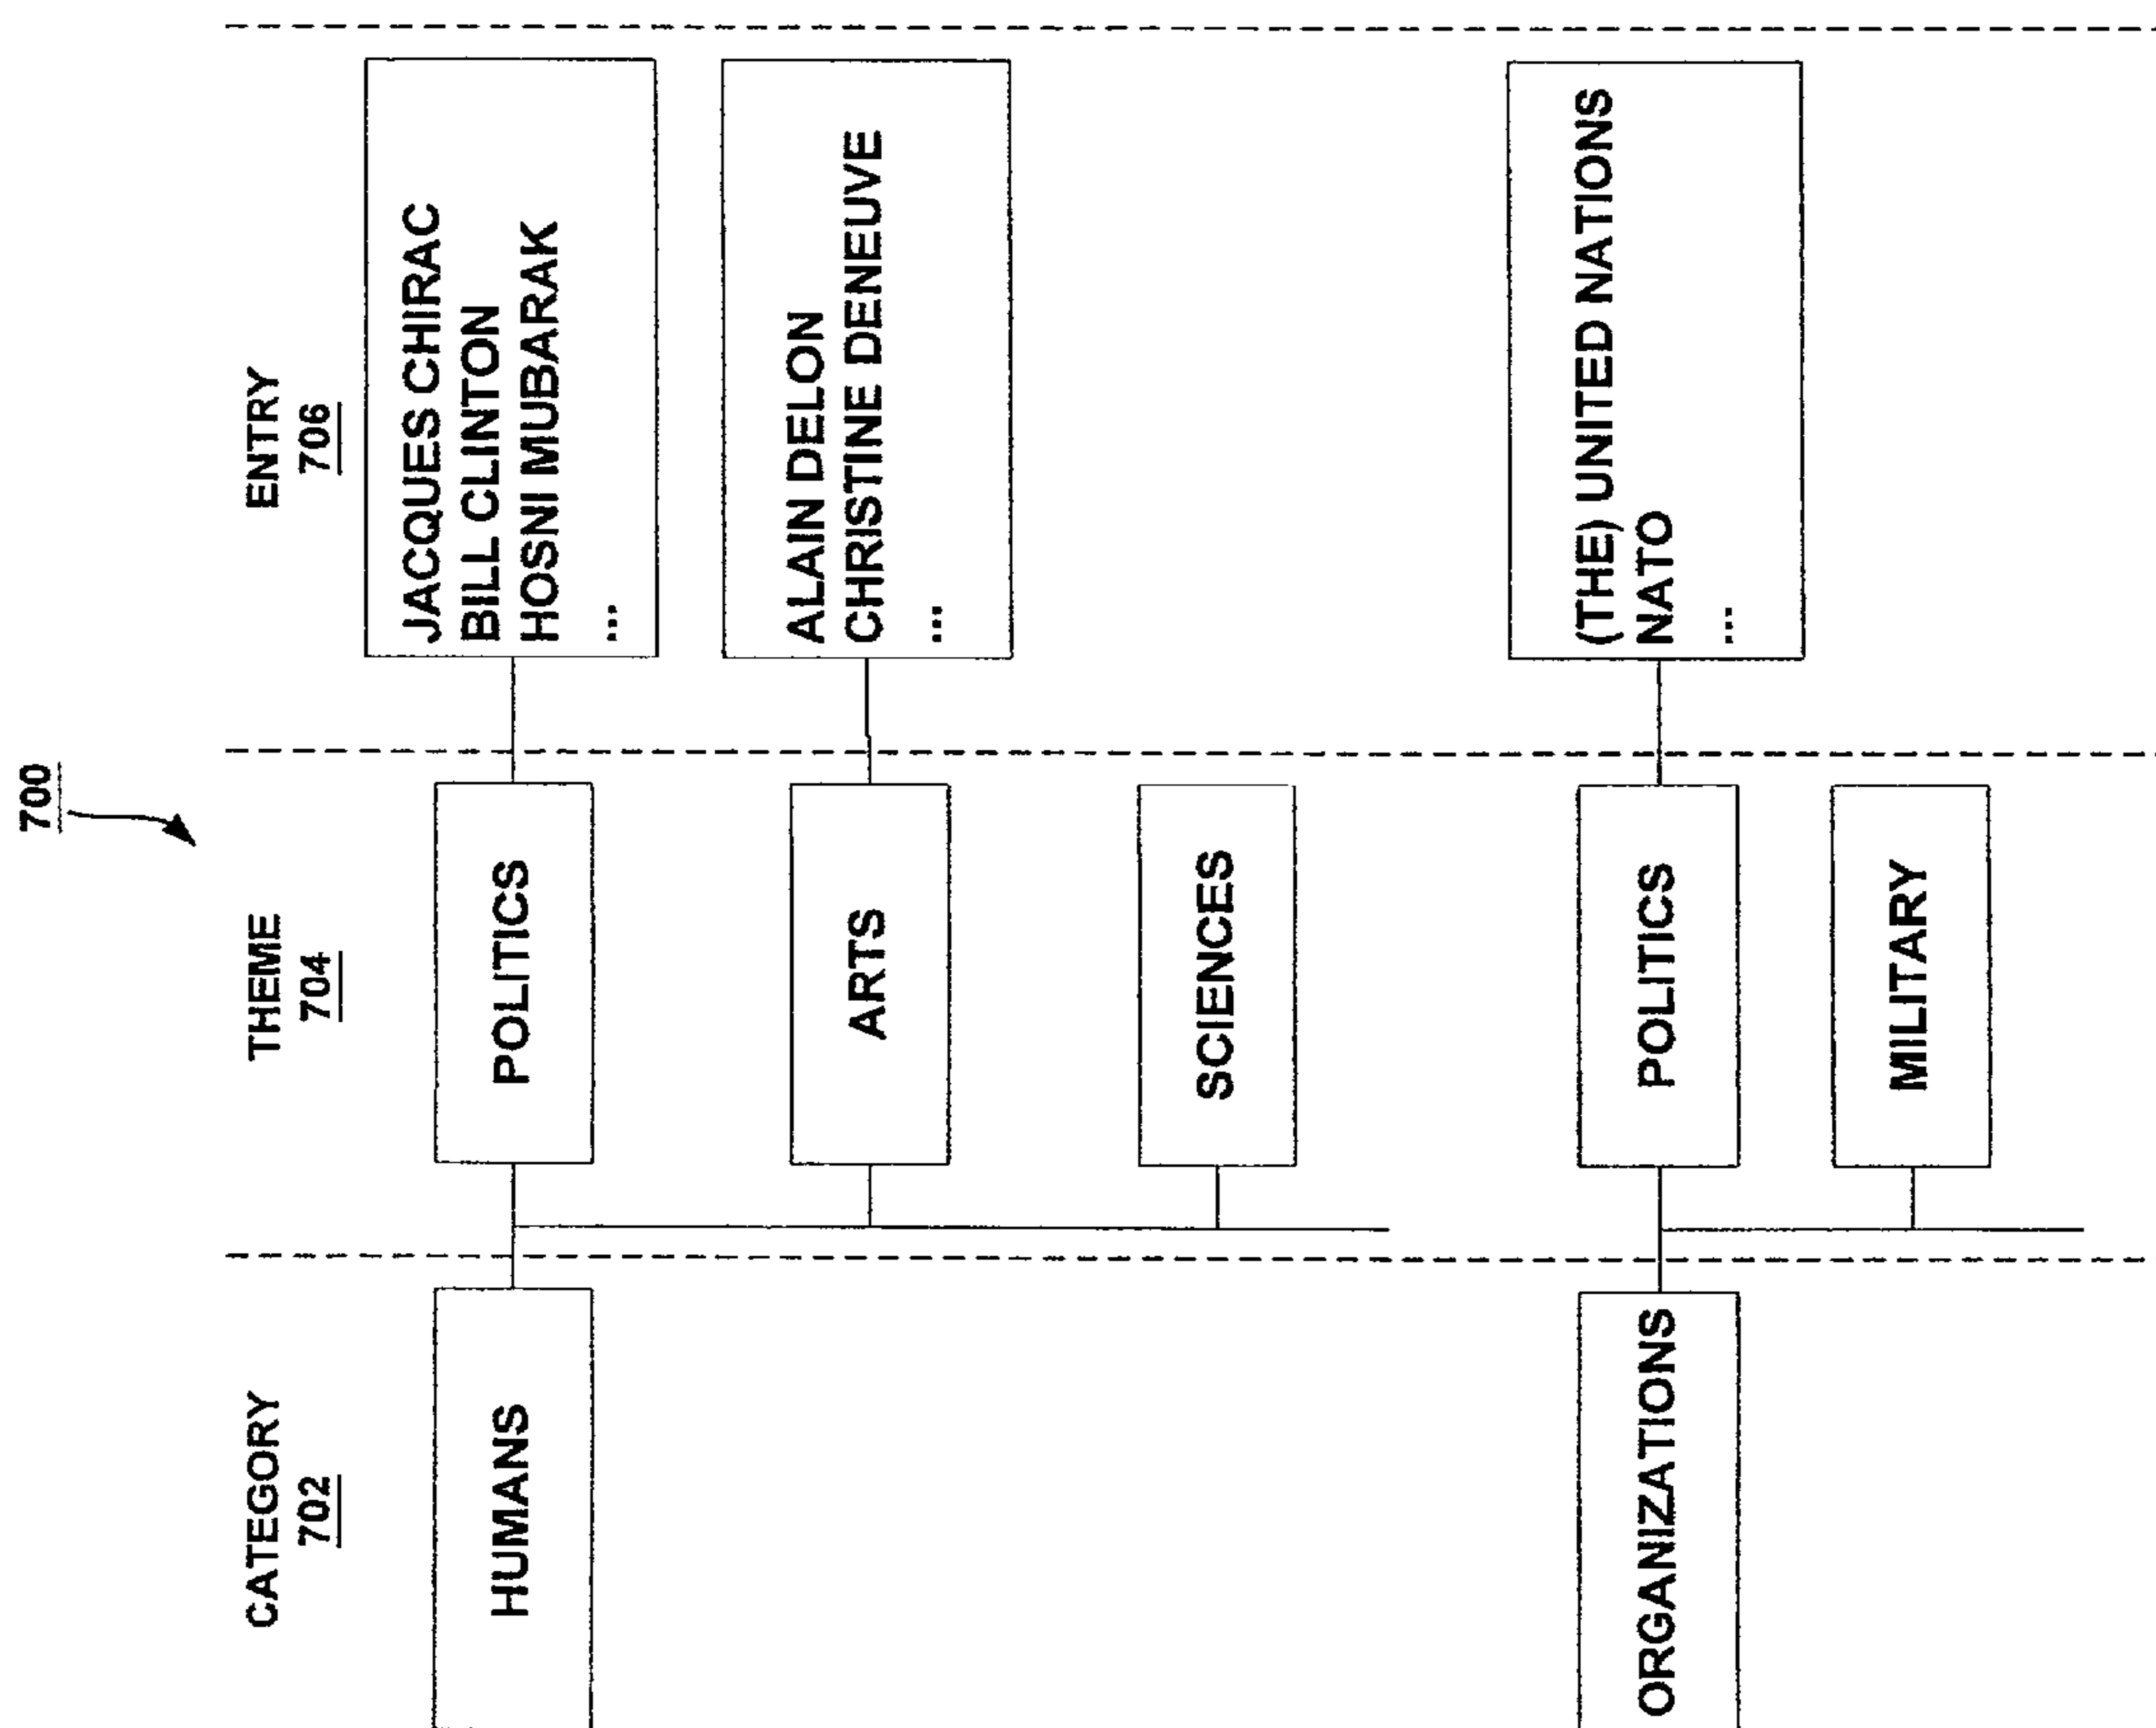 700
CATEGORY
702
THEME
704
ENTRY
706
HUMANS
POLITICS
JACQUES CHIRAC
BILL CLINTON
HOSNI MUBARAK
...
ARTS
ALAIN DELON
CHRISTINE DENEUVE
...
SCIENCES
ORGANIZATIONS
POLITICS
(THE) UNITED NATIONS
NATO
...
MILITARY